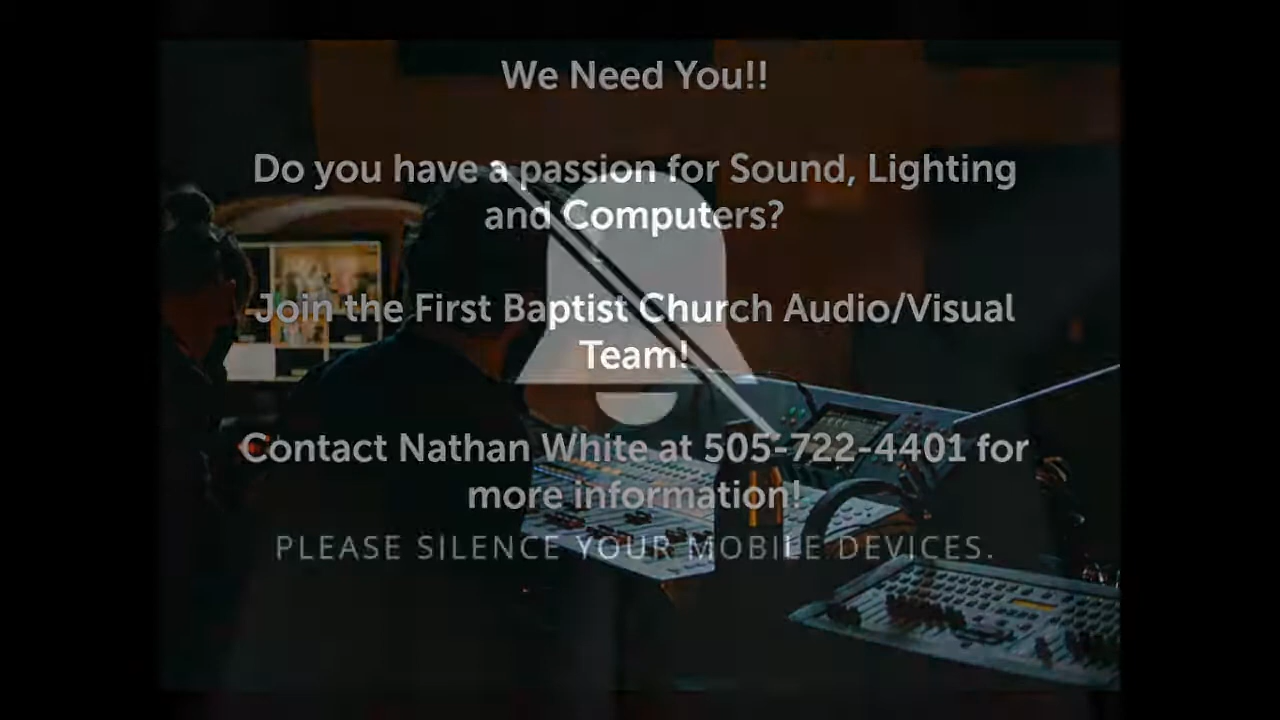 We Need You!!
Do you have a passion for Sound, Lighting
and Computers?
Join the First Baptist Church Audio/Visual
Team!
Contact Nathan White at 505-722-4401 for
more information!
PLEASE SILENCE YOUR MOBILE DEVICES.